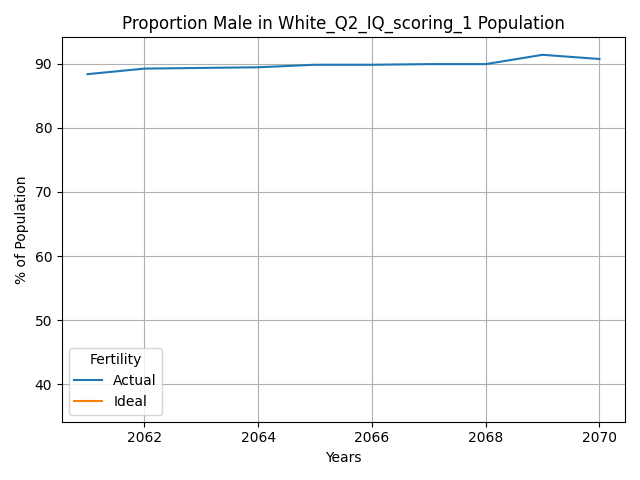 Proportion Male in White_Q2_IQ_scoring_1 Population
90
80
70
60
50
40
% of Population
Fertility
Actual
Ideal
2062 2064 2066 2068 2070
Years